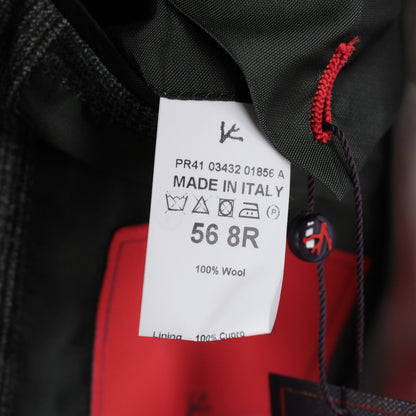 PR41 03432 01856 A
MADE IN ITALY
P
56 8R
100% Wool
Lining 100% Cupro